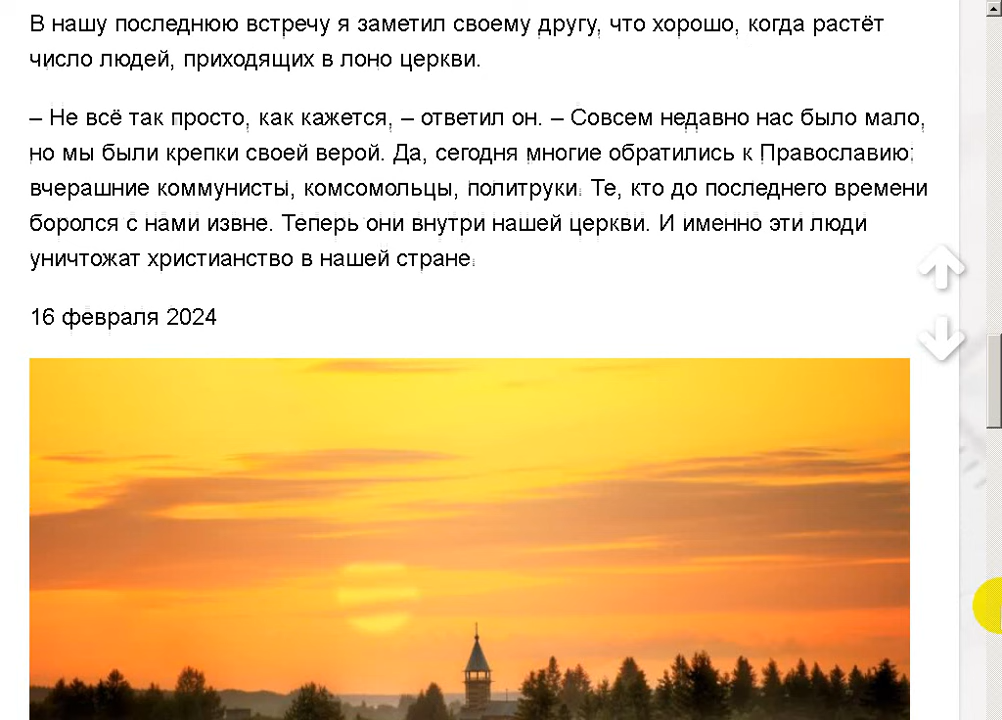 В нашу последнюю встречу я заметил своему другу, что хорошо, когда растёт
число людей, приходящих в лоно церкви.
– Не всё так просто, как кажется, – ответил он. – Совсем недавно нас было мало,
но мы были крепки своей верой. Да, сегодня многие обратились к Православию:
вчерашние коммунисты, комсомольцы, политруки. Те, кто до последнего времени
боролся с нами извне. Теперь они внутри нашей церкви. И именно эти люди
уничтожат христианство в нашей стране.
16 февраля 2024